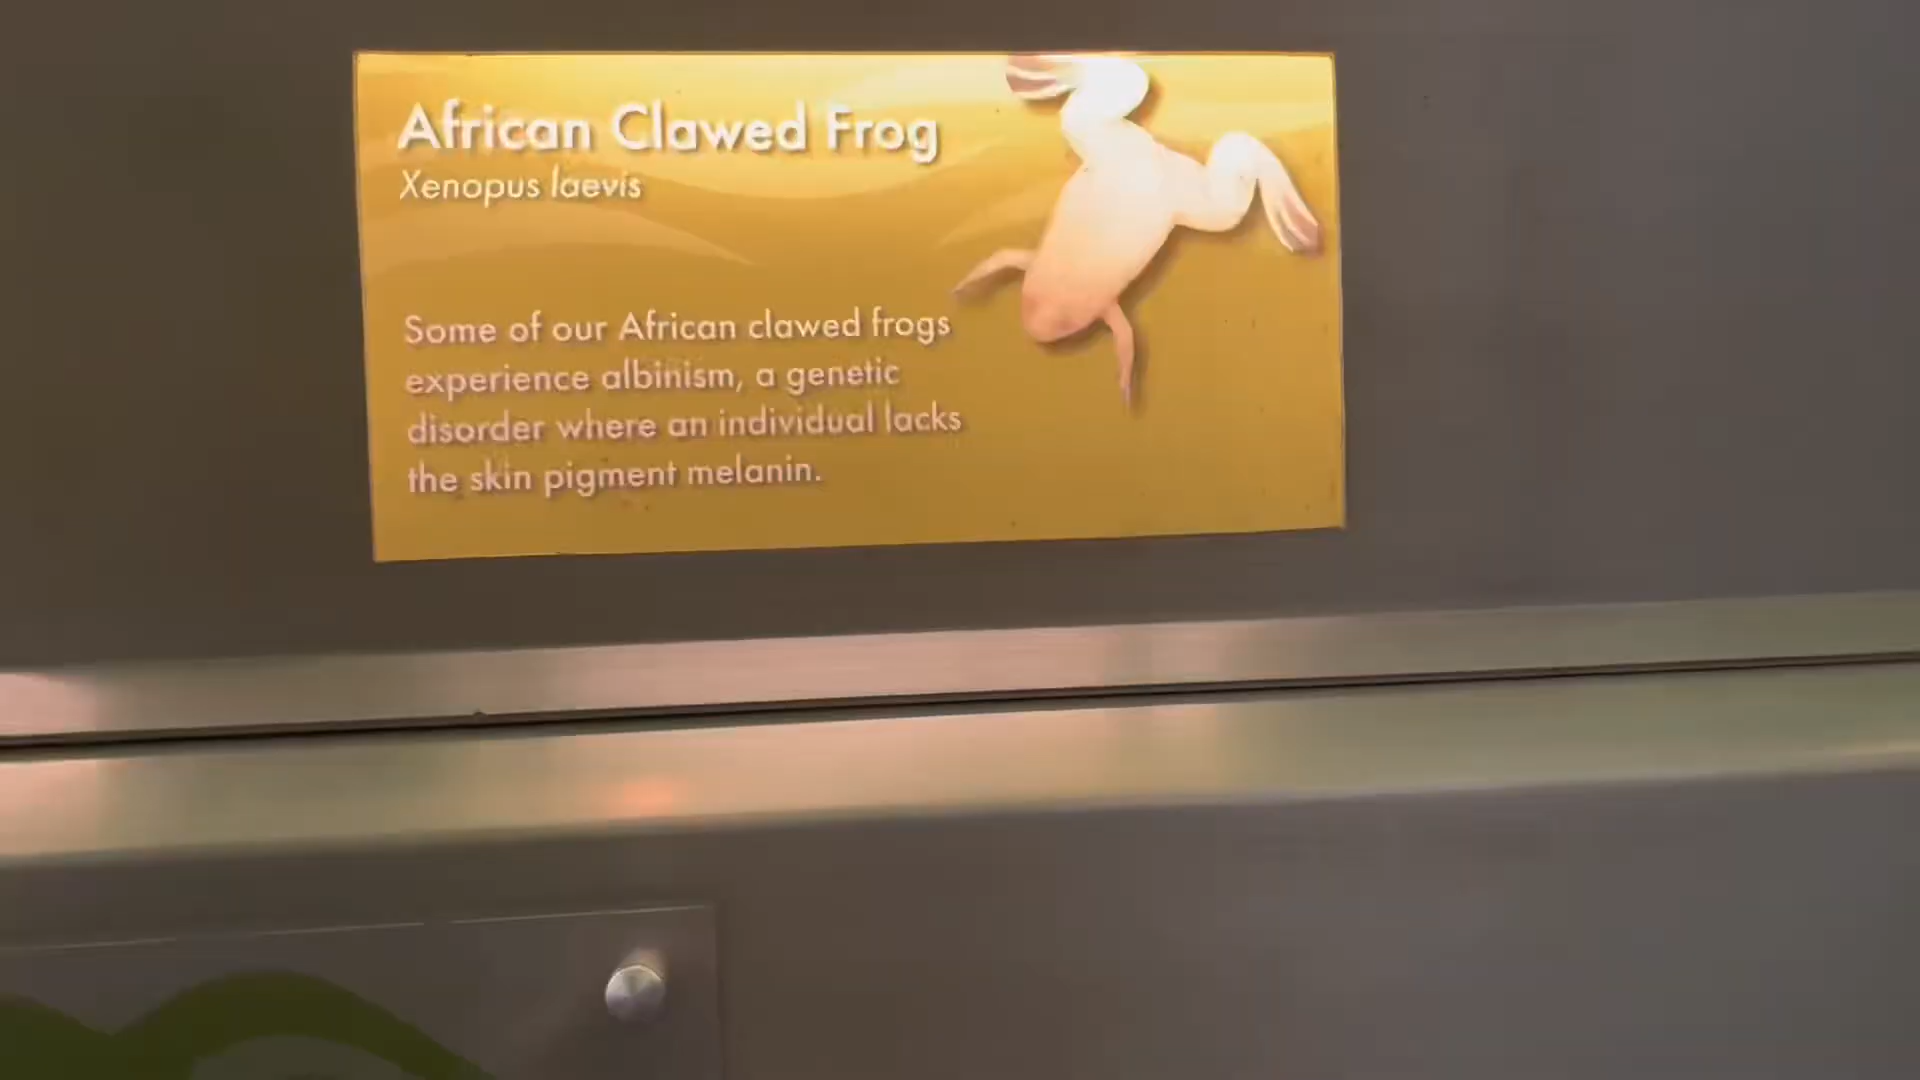 African Clawed Frog
Xenopus laevis
Some of our African clawed frogs
experience albinism, a genetic
disorder where an individual lacks
the skin pigment melanin.